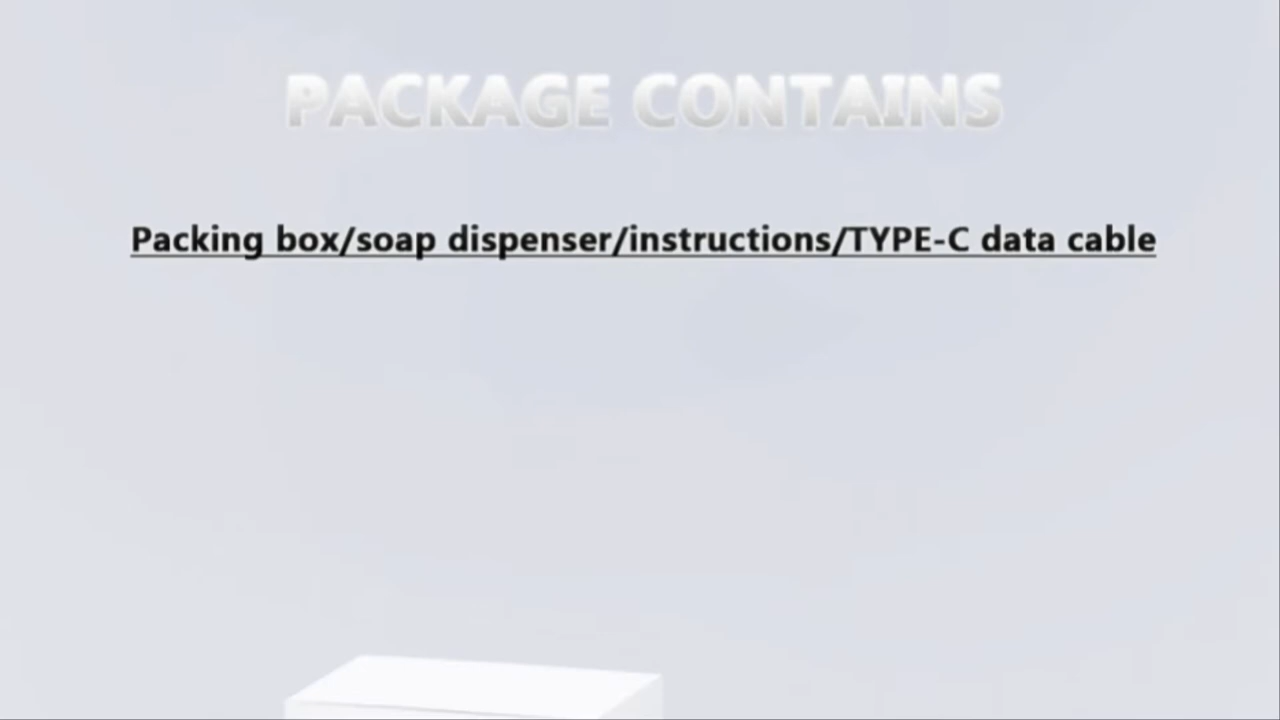 PACKAGE CONTAINS
Packing box/soap dispenser/instructions/TYPE-C data cable